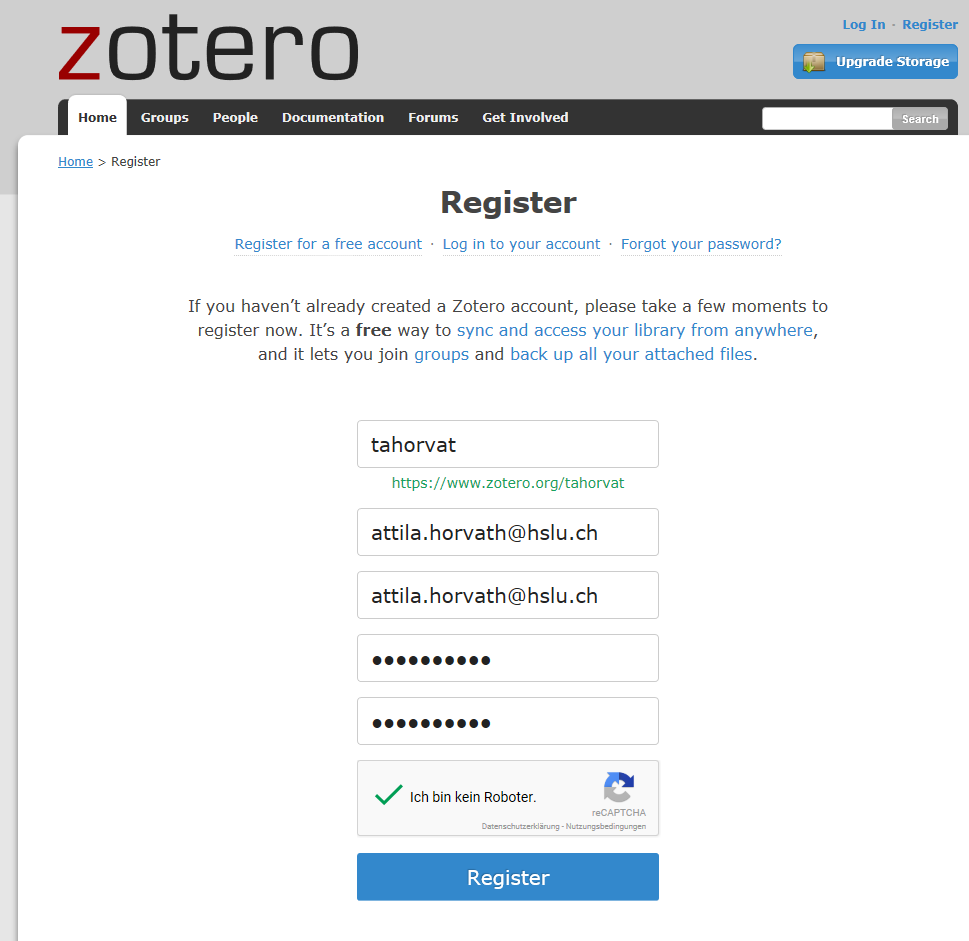 zotero
Log In · Register
Upgrade Storage
Home Groups People Documentation Forums Get Involved Search
Home > Register
Register
Register for a free account · Log in to your account · Forgot your password?
If you haven’t already created a Zotero account, please take a few moments to
register now. It’s a free way to sync and access your library from anywhere,
and it lets you join groups and back up all your attached files.
tahorvat
https://www.zotero.org/tahorvat
attila.horvath@hslu.ch
attila.horvath@hslu.ch
●●●●●●●●●●
●●●●●●●●●●
Ich bin kein Roboter.
reCAPTCHA
Datenschutzerklärung - Nutzungsbedingungen
Register